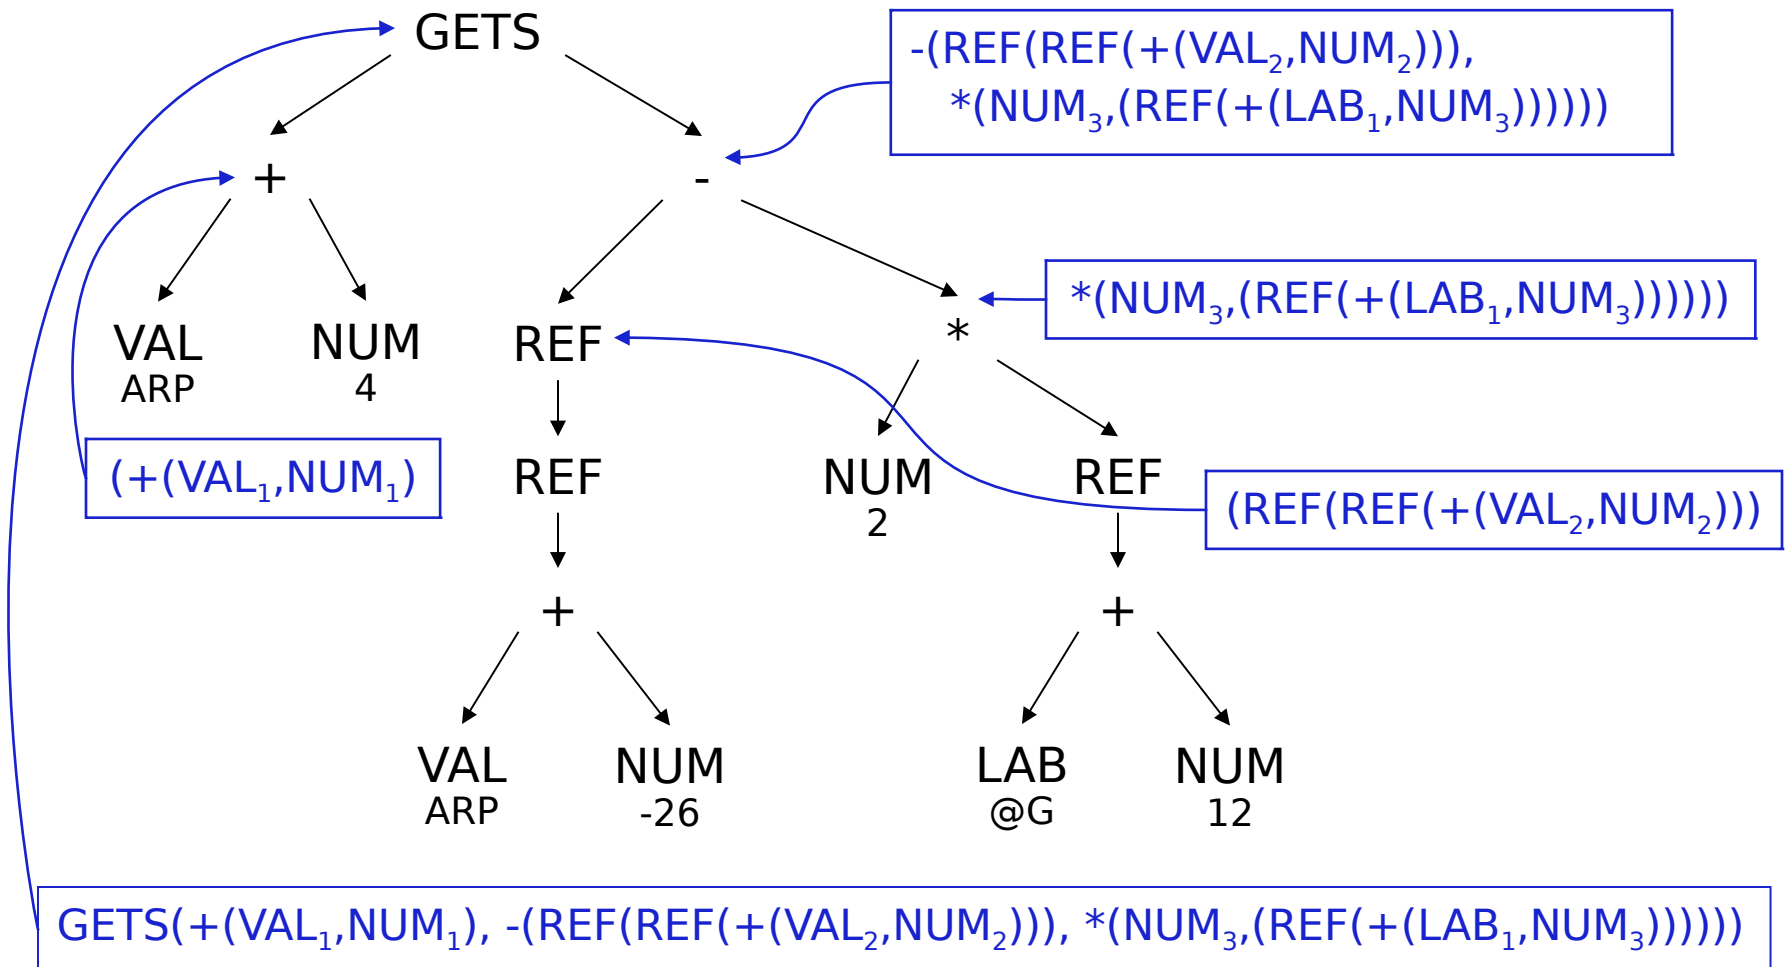 GETS
-(REF(REF(+(VAL₂,NUM₂))),
*(NUM₃,(REF(+(LAB₁,NUM₃))))))
+
-
*(NUM₃,(REF(+(LAB₁,NUM₃))))))
VAL
ARP
NUM
4
REF
*
(+(VAL₁,NUM₁)
REF
NUM
2
REF
(REF(REF(+(VAL₂,NUM₂)))
+
+
VAL
ARP
NUM
-26
LAB
@G
NUM
12
GETS(+(VAL₁,NUM₁), -(REF(REF(+(VAL₂,NUM₂))), *(NUM₃,(REF(+(LAB₁,NUM₃))))))